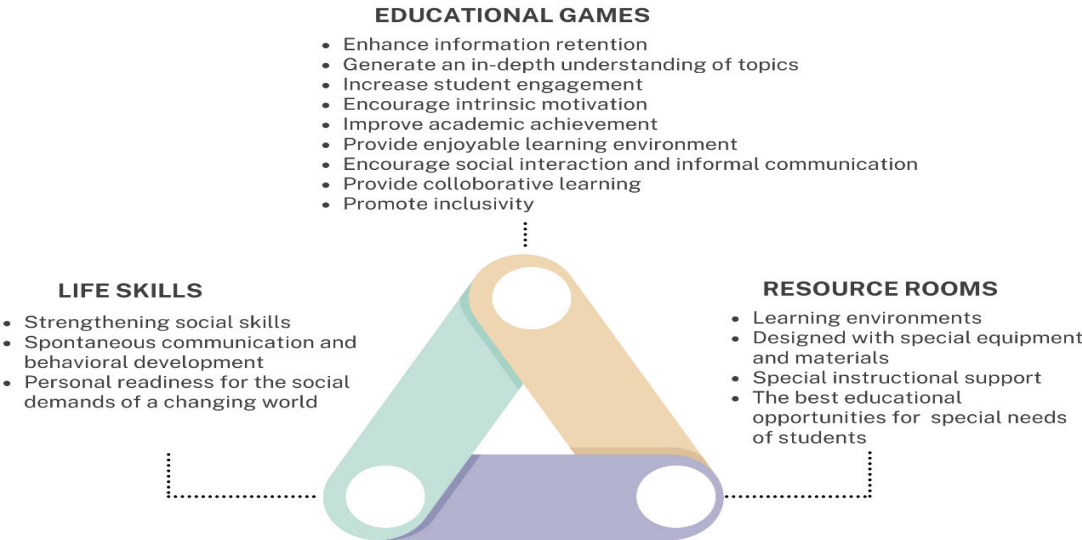 EDUCATIONAL GAMES
• Enhance information retention
• Generate an in-depth understanding of topics
• Increase student engagement
• Encourage intrinsic motivation
• Improve academic achievement
• Provide enjoyable learning environment
• Encourage social interaction and informal communication
• Provide colloborative learning
• Promote inclusivity
LIFE SKILLS
• Strengthening social skills
• Spontaneous communication and
behavioral development
• Personal readiness for the social
demands of a changing world
RESOURCE ROOMS
• Learning environments
• Designed with special equipment
and materials
• Special instructional support
• The best educational
opportunities for special needs
of students